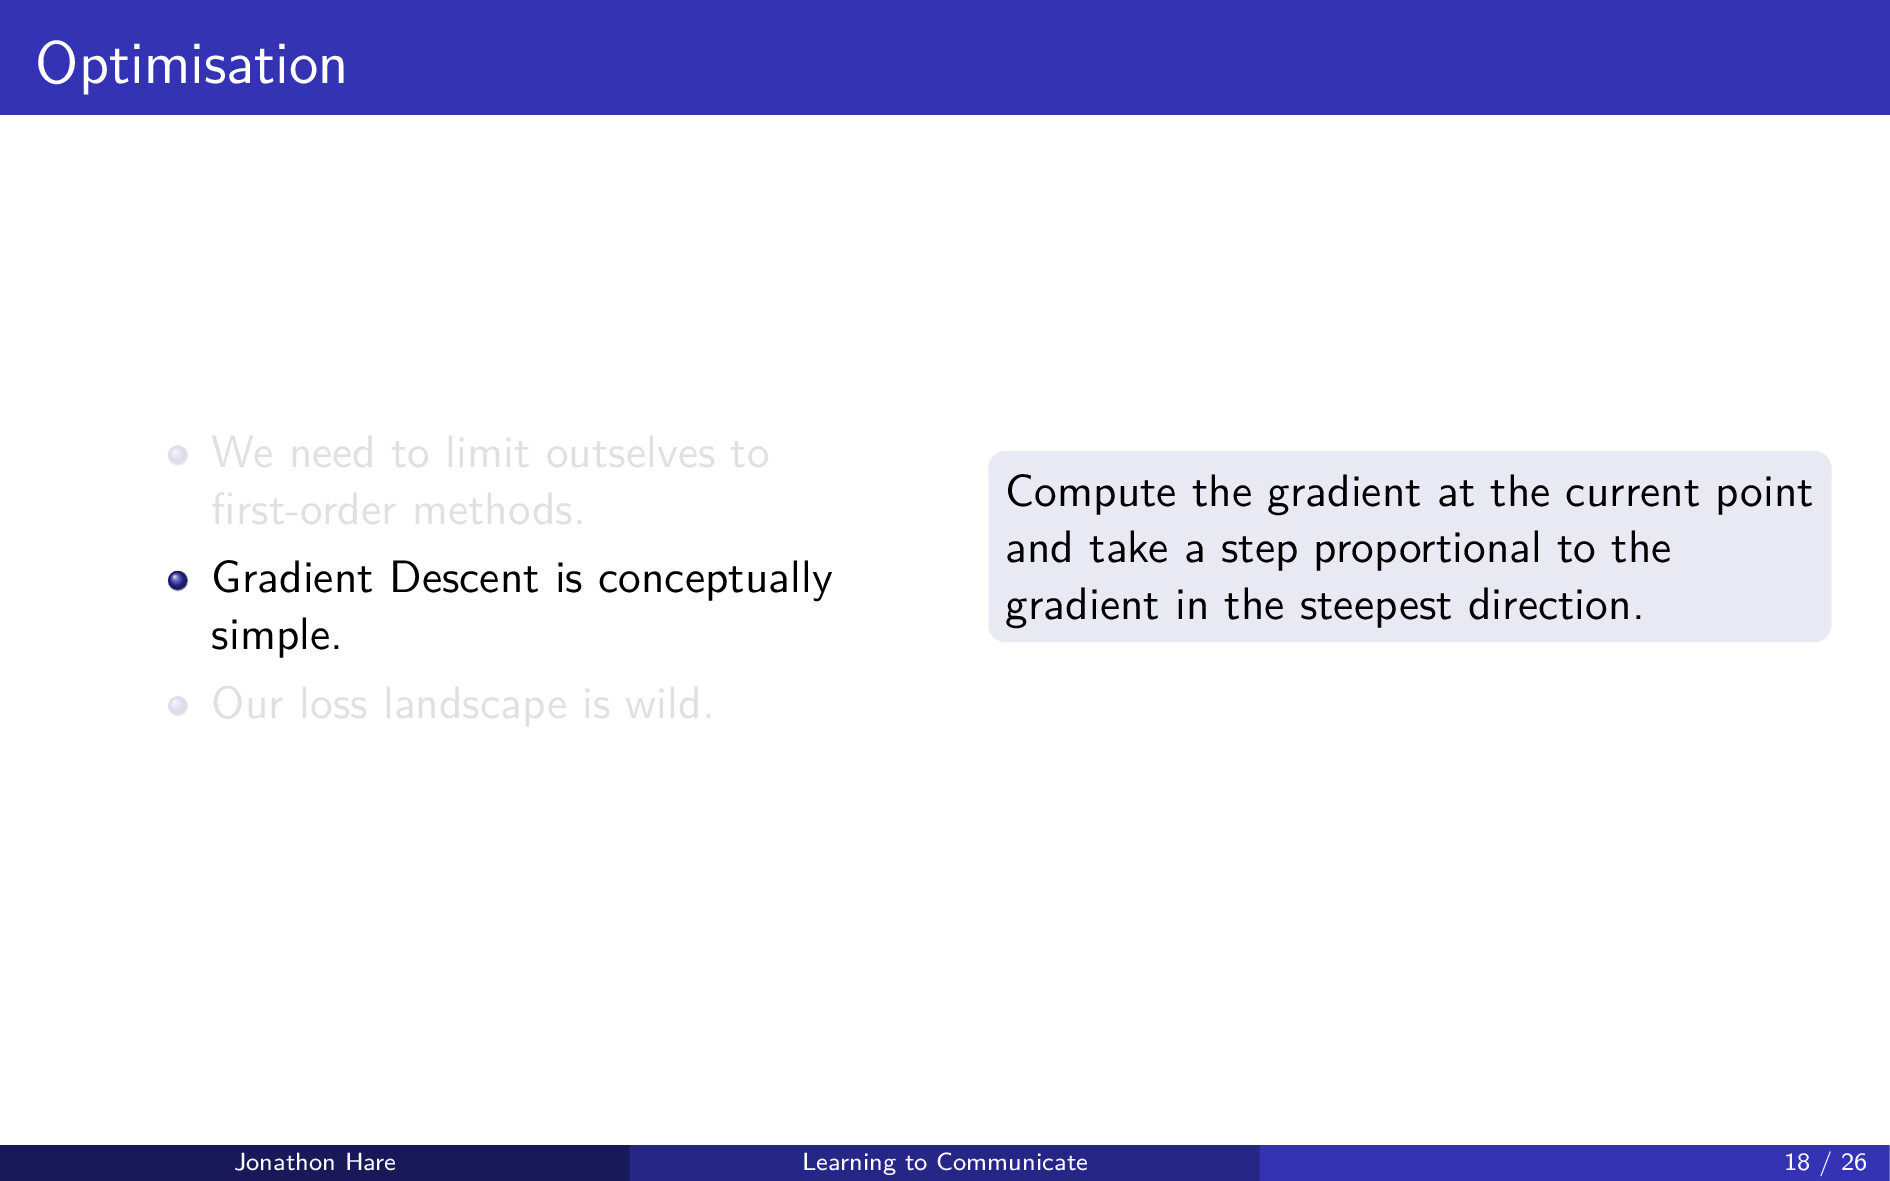 Optimisation
We need to limit outselves to
first-order methods.
Gradient Descent is conceptually
simple.
Our loss landscape is wild.
Compute the gradient at the current point
and take a step proportional to the
gradient in the steepest direction.
Jonathon Hare
Learning to Communicate
18 / 26